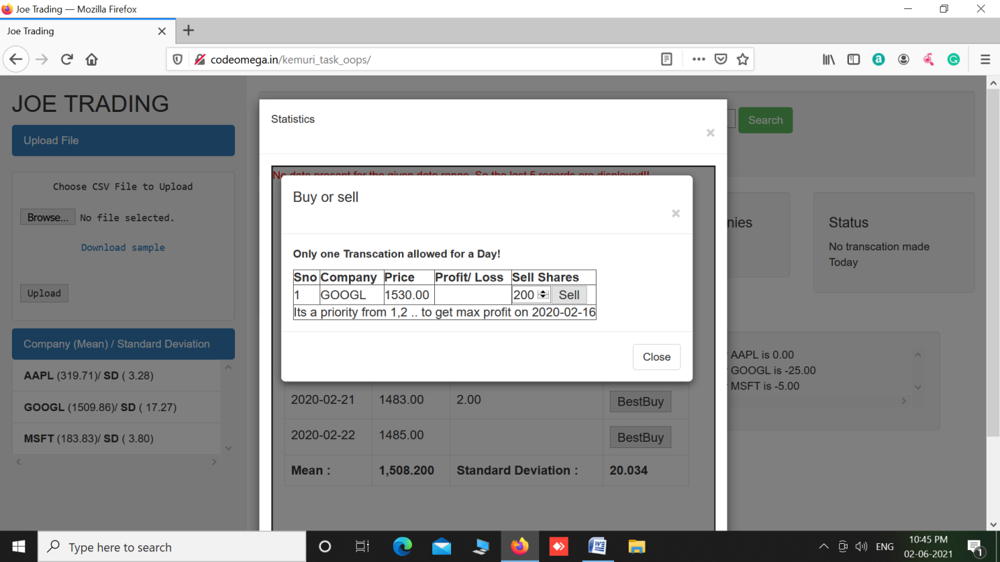 Joe Trading — Mozilla Firefox
Joe Trading
codeomega.in/kemuri_task_oops/
JOE TRADING
Upload File
Choose CSV File to Upload
Browse... No file selected.
Download sample
Upload
Company (Mean) / Standard Deviation
AAPL (319.71)/ SD ( 3.28)
GOOGL (1509.86)/ SD ( 17.27)
MSFT (183.83)/ SD ( 3.80)
Statistics
×
Search
No data present for the given date range. So the last 5 records are displayed!!
Buy or sell
×
Only one Transcation allowed for a Day!
Sno Company Price Profit/ Loss Sell Shares
1 GOOGL 1530.00 200 Sell
Its a priority from 1,2 .. to get max profit on 2020-02-16
Close
2020-02-21 1483.00 2.00 BestBuy
2020-02-22 1485.00 BestBuy
Mean : 1,508.200 Standard Deviation : 20.034
Status
No transcation made
Today
AAPL is 0.00
GOOGL is -25.00
MSFT is -5.00
Type here to search
ENG
10:45 PM
02-06-2021
1